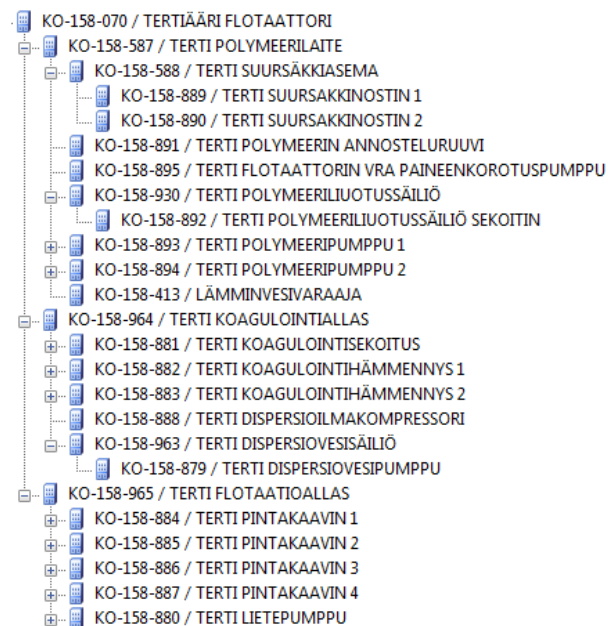 KO-158-070 / TERTIÄÄRI FLOTAATTORI
KO-158-587 / TERTI POLYMEERILAITE
KO-158-588 / TERTI SUURSÄKKIASEMA
KO-158-889 / TERTI SUURSAKKINOSTIN 1
KO-158-890 / TERTI SUURSAKKINOSTIN 2
KO-158-891 / TERTI POLYMEERIN ANNOSTELURUUVI
KO-158-895 / TERTI FLOTAATTORIN VRA PAINEENKOROTUSPUMPPU
KO-158-930 / TERTI POLYMEERILIUOTUSSÄILIÖ
KO-158-892 / TERTI POLYMEERILIUOTUSSÄILIÖ SEKOITIN
KO-158-893 / TERTI POLYMEERIPUMPPU 1
KO-158-894 / TERTI POLYMEERIPUMPPU 2
KO-158-413 / LÄMMINVESIVARAAJA
KO-158-964 / TERTI KOAGULOINTIALLAS
KO-158-881 / TERTI KOAGULOINTISEKOITUS
KO-158-882 / TERTI KOAGULOINTIHÄMMENNYS 1
KO-158-883 / TERTI KOAGULOINTIHÄMMENNYS 2
KO-158-888 / TERTI DISPERSIOILMAKOMPRESSORI
KO-158-963 / TERTI DISPERSIOVESISÄILIÖ
KO-158-879 / TERTI DISPERSIOVESIPUMPPU
KO-158-965 / TERTI FLOTAATIOALLAS
KO-158-884 / TERTI PINTAKAAVIN 1
KO-158-885 / TERTI PINTAKAAVIN 2
KO-158-886 / TERTI PINTAKAAVIN 3
KO-158-887 / TERTI PINTAKAAVIN 4
KO-158-880 / TERTI LIETEPUMPPU